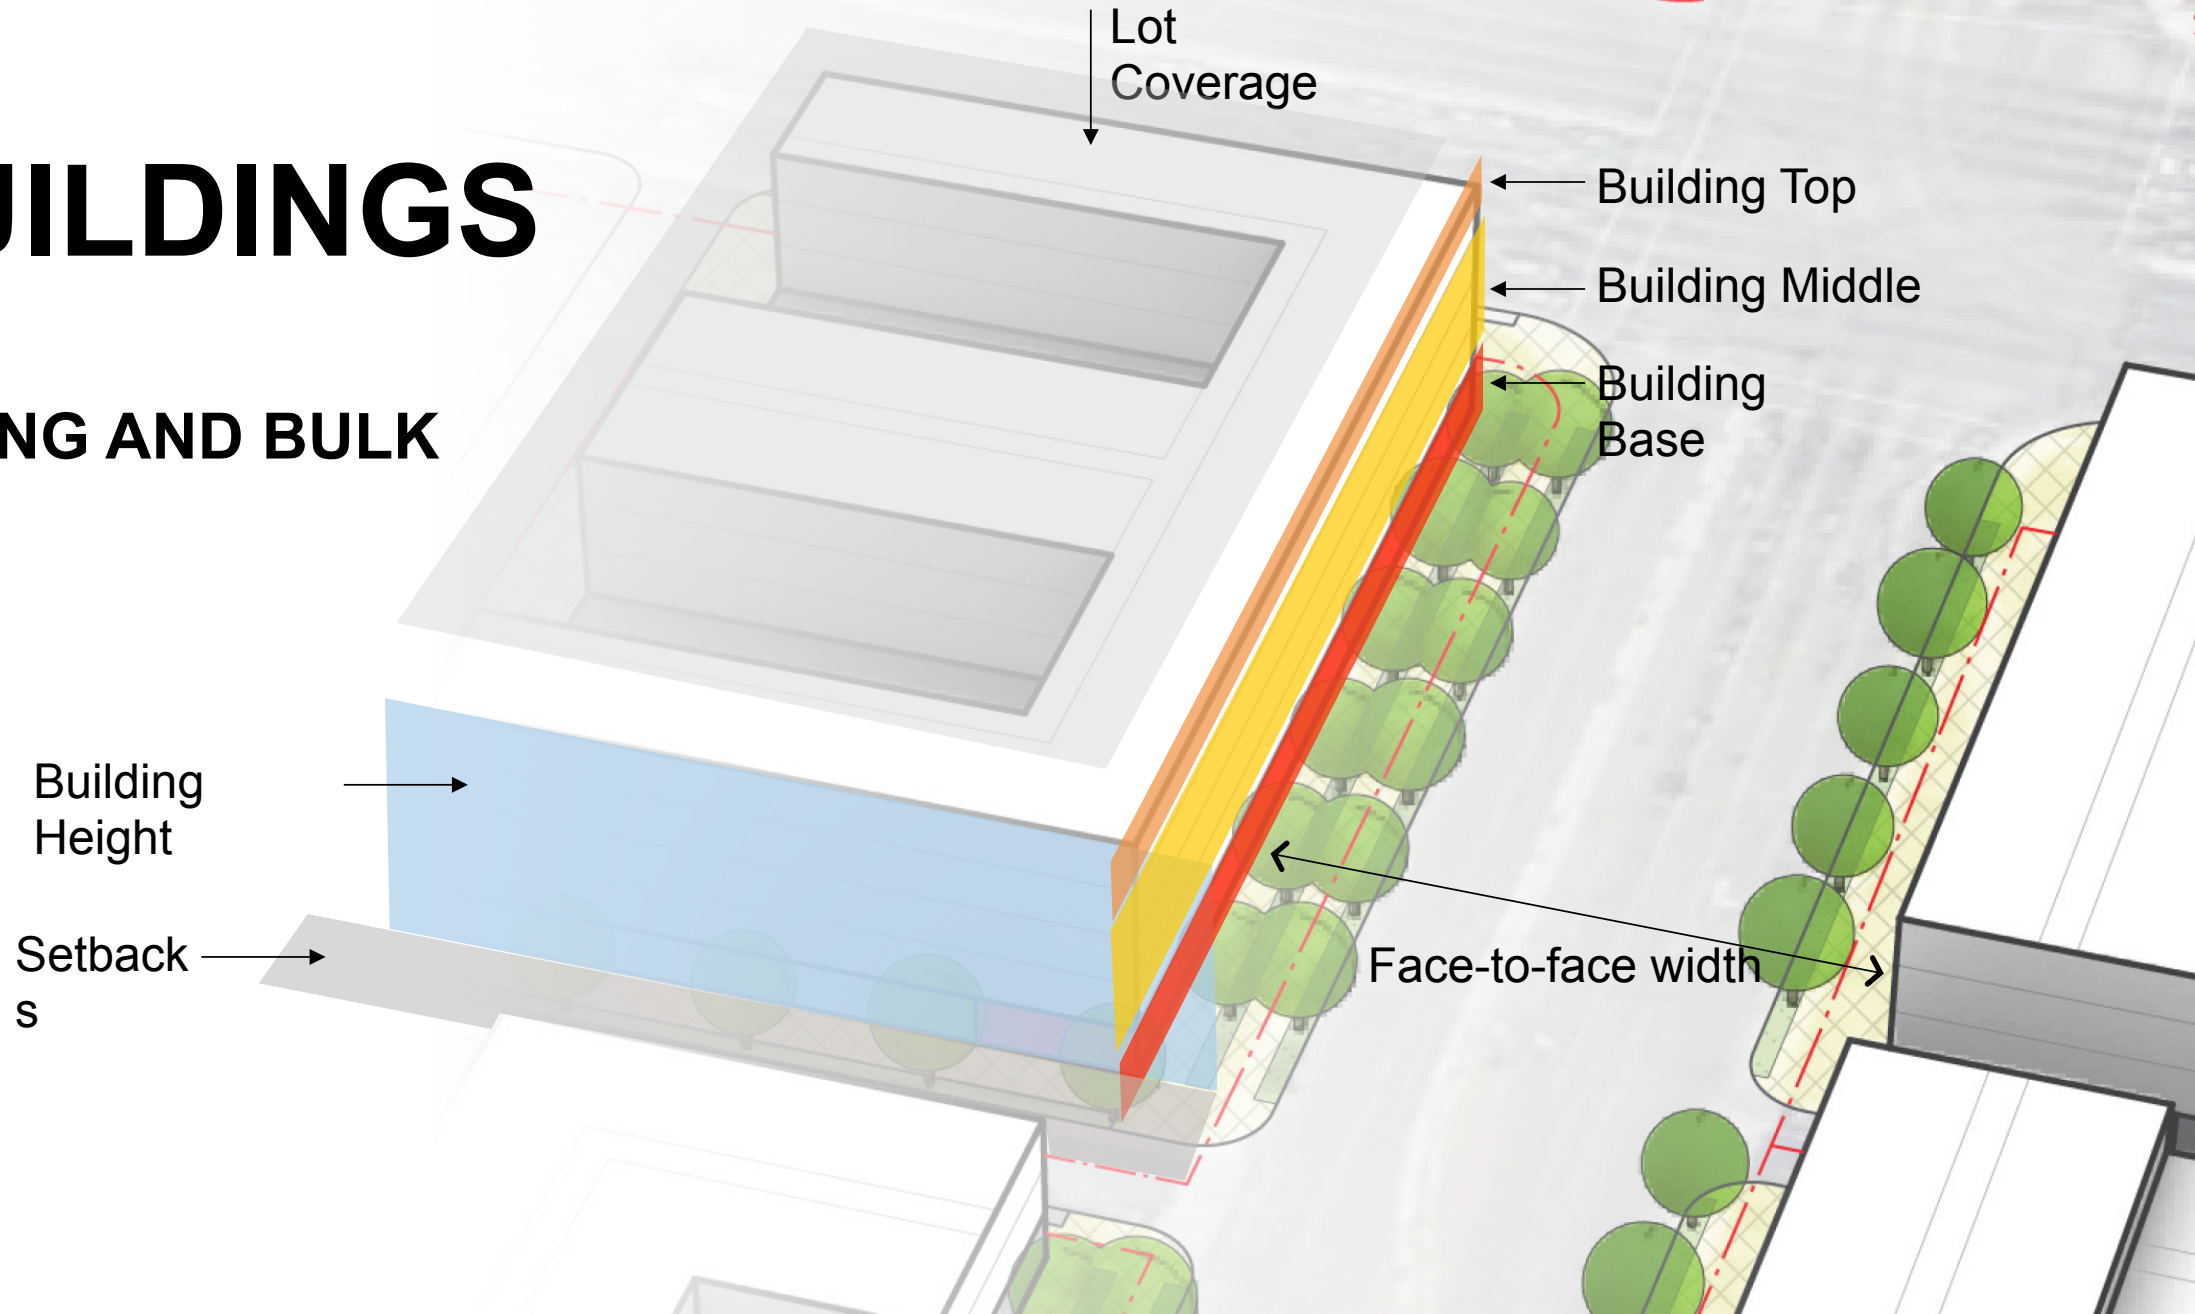 Lot
Coverage
UILDINGS
Building Top
Building Middle
Building
Base
NG AND BULK
Building
Height
Setback
s
Face-to-face width